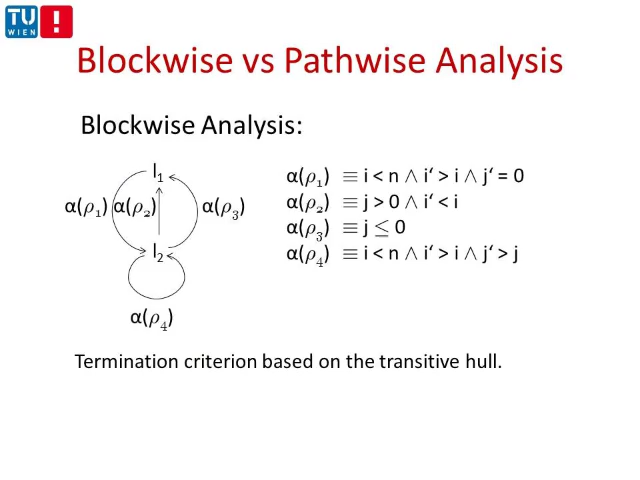 TU
WIEN
!
Blockwise vs Pathwise Analysis
Blockwise Analysis:
l₁
α(ρ₁) α(ρ₂) α(ρ₃)
l₂
α(ρ₄)
α(ρ₁) ≡ i < n ∧ i‘ > i ∧ j‘ = 0
α(ρ₂) ≡ j > 0 ∧ i‘ < i
α(ρ₃) ≡ j ≤ 0
α(ρ₄) ≡ i < n ∧ i‘ > i ∧ j‘ > j
Termination criterion based on the transitive hull.